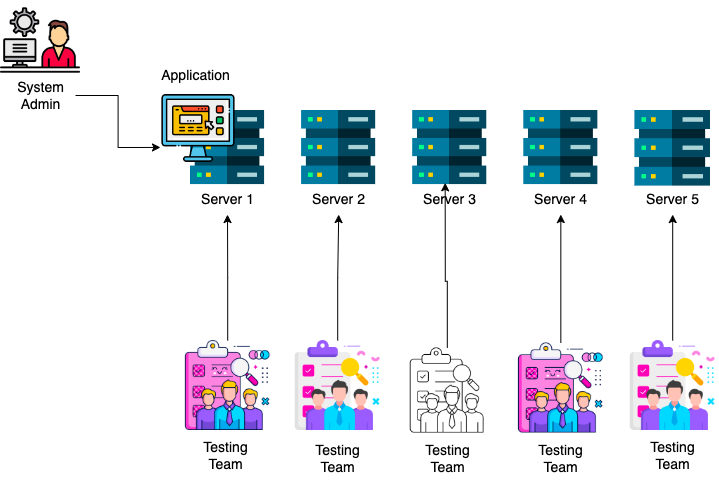 System
Admin
Application
Server 1
Server 2
Server 3
Server 4
Server 5
Testing
Team
Testing
Team
Testing
Team
Testing
Team
Testing
Team